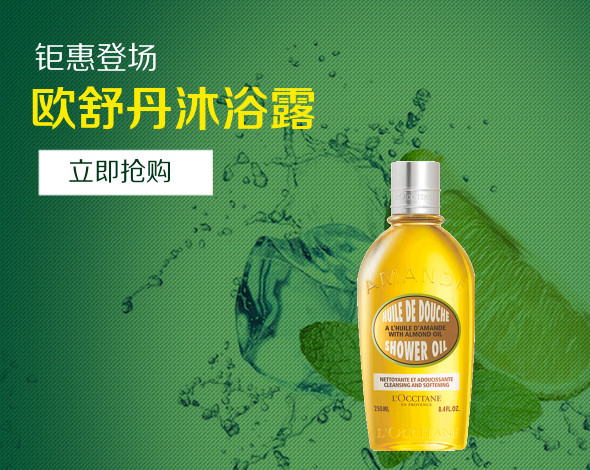 钜惠登场
欧舒丹沐浴露
立即抢购
L'OCCITANE
AMANDE
HUILE DE DOUCHE
A L'HUILE D'AMANDE
WITH ALMOND OIL
SHOWER OIL
NETTOYANTE ET ADOUCISSANTE
CLEANSING AND SOFTENING
L'OCCITANE
EN PROVENCE
250ML 8.4FL.OZ.
L'OCCITANE